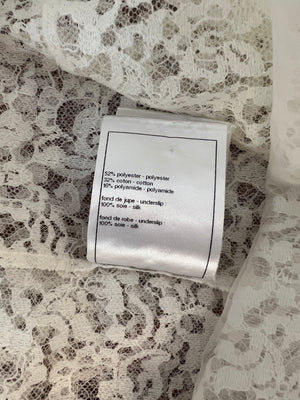 52% polyester - polyester
32% coton - cotton
16% polyamide - polyamide
fond de jupe - underslip
100% soie - silk
fond de robe - underslip
100% soie - silk